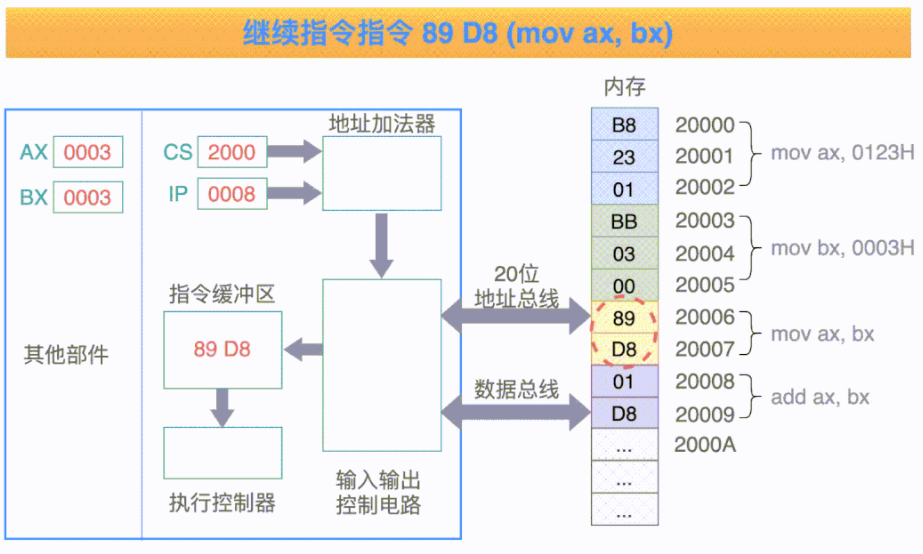 继续指令指令 89 D8 (mov ax, bx)
内存
地址加法器
AX 0003
BX 0003
CS 2000
IP 0008
其他部件
指令缓冲区
89 D8
执行控制器
输入输出
控制电路
20位
地址总线
数据总线
B8 20000
23 20001
01 20002
mov ax, 0123H
BB 20003
03 20004
00 20005
mov bx, 0003H
89 20006
D8 20007
mov ax, bx
01 20008
D8 20009
add ax, bx
... 2000A
...
...